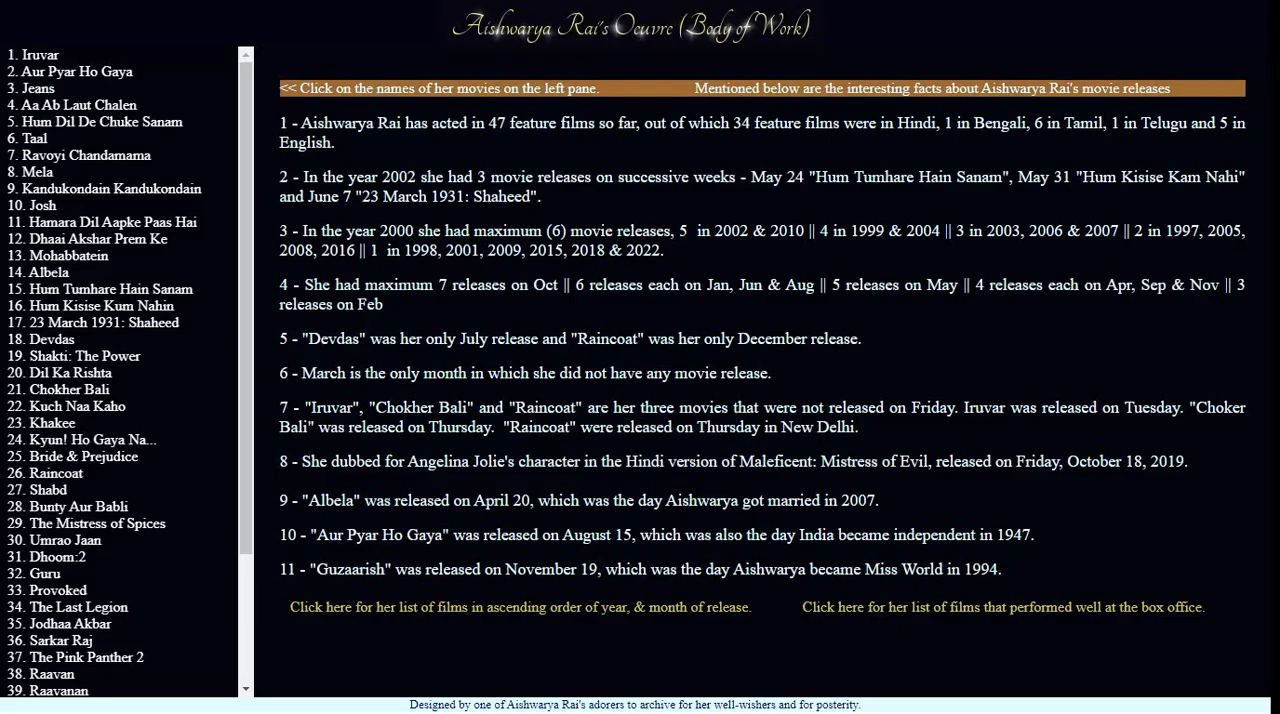 Aishwarya Rai's Oeuvre (Body of Work)
1. Iruvar
2. Aur Pyar Ho Gaya
3. Jeans
4. Aa Ab Laut Chalen
5. Hum Dil De Chuke Sanam
6. Taal
7. Ravoyi Chandamama
8. Mela
9. Kandukondain Kandukondain
10. Josh
11. Hamara Dil Aapke Paas Hai
12. Dhaai Akshar Prem Ke
13. Mohabbatein
14. Albela
15. Hum Tumhare Hain Sanam
16. Hum Kisise Kum Nahin
17. 23 March 1931: Shaheed
18. Devdas
19. Shakti: The Power
20. Dil Ka Rishta
21. Chokher Bali
22. Kuch Naa Kaho
23. Khakee
24. Kyun! Ho Gaya Na...
25. Bride & Prejudice
26. Raincoat
27. Shabd
28. Bunty Aur Babli
29. The Mistress of Spices
30. Umrao Jaan
31. Dhoom:2
32. Guru
33. Provoked
34. The Last Legion
35. Jodhaa Akbar
36. Sarkar Raj
37. The Pink Panther 2
38. Raavan
39. Raavanan
<< Click on the names of her movies on the left pane. Mentioned below are the interesting facts about Aishwarya Rai's movie releases
1 - Aishwarya Rai has acted in 47 feature films so far, out of which 34 feature films were in Hindi, 1 in Bengali, 6 in Tamil, 1 in Telugu and 5 in
English.
2 - In the year 2002 she had 3 movie releases on successive weeks - May 24 "Hum Tumhare Hain Sanam", May 31 "Hum Kisise Kam Nahi"
and June 7 "23 March 1931: Shaheed".
3 - In the year 2000 she had maximum (6) movie releases, 5 in 2002 & 2010 || 4 in 1999 & 2004 || 3 in 2003, 2006 & 2007 || 2 in 1997, 2005,
2008, 2016 || 1 in 1998, 2001, 2009, 2015, 2018 & 2022.
4 - She had maximum 7 releases on Oct || 6 releases each on Jan, Jun & Aug || 5 releases on May || 4 releases each on Apr, Sep & Nov || 3
releases on Feb
5 - "Devdas" was her only July release and "Raincoat" was her only December release.
6 - March is the only month in which she did not have any movie release.
7 - "Iruvar", "Chokher Bali" and "Raincoat" are her three movies that were not released on Friday. Iruvar was released on Tuesday. "Choker
Bali" was released on Thursday. "Raincoat" were released on Thursday in New Delhi.
8 - She dubbed for Angelina Jolie's character in the Hindi version of Maleficent: Mistress of Evil, released on Friday, October 18, 2019.
9 - "Albela" was released on April 20, which was the day Aishwarya got married in 2007.
10 - "Aur Pyar Ho Gaya" was released on August 15, which was also the day India became independent in 1947.
11 - "Guzaarish" was released on November 19, which was the day Aishwarya became Miss World in 1994.
Click here for her list of films in ascending order of year, & month of release. Click here for her list of films that performed well at the box office.
Designed by one of Aishwarya Rai's adorers to archive for her well-wishers and for posterity.